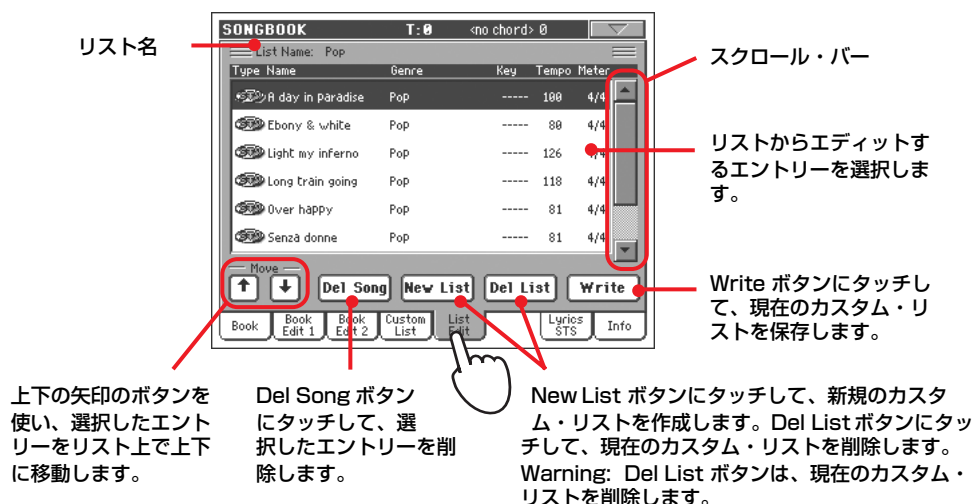 リスト名
SONGBOOK T:0 <no chord> 0
List Name: Pop
Type Name Genre Key Tempo Meter
A day in paradise Pop ----- 100 4/4
Ebony & white Pop ----- 80 4/4
Light my inferno Pop ----- 126 4/4
Long train going Pop ----- 118 4/4
Over happy Pop ----- 81 4/4
Senza donne Pop ----- 81 4/4
Move
Del Song New List Del List Write
Book
Book
Edit 1
Book
Edit 2
Custom
List
List
Edit
Lyrics
STS
Info
スクロール・バー
リストからエディットす
るエントリーを選択しま
す。
Write ボタンにタッチし
て、現在のカスタム・リ
ストを保存します。
上下の矢印のボタンを
使い、選択したエント
リーをリスト上で上下
に移動します。
Del Song ボタン
にタッチして、選
択したエントリーを削
除します。
New List ボタンにタッチして、新規のカスタ
ム・リストを作成します。Del List ボタンにタッ
チして、現在のカスタム・リストを削除します。
Warning: Del List ボタンは、現在のカスタム・
リストを削除します。